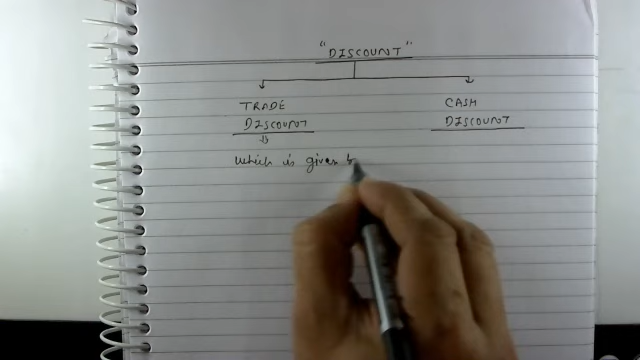 "DISCOUNT"
TRADE
DISCOUNT
CASH
DISCOUNT
Which is given b